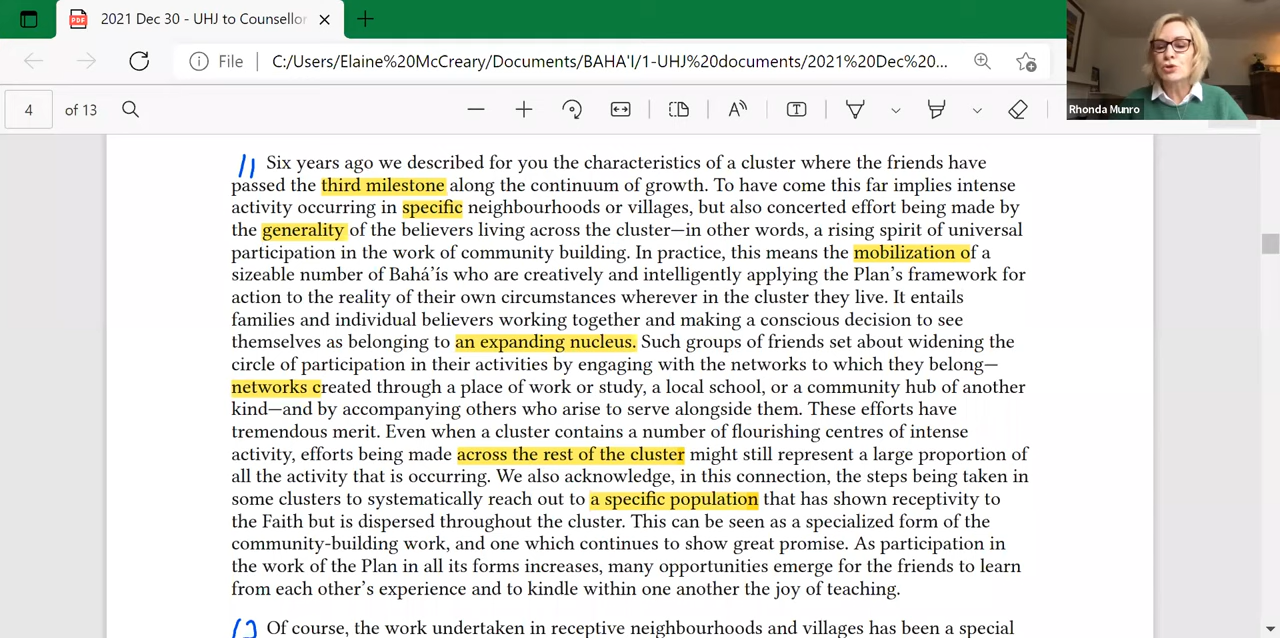 2021 Dec 30 - UHJ to Counsellor
File
C:/Users/Elaine%20McCreary/Documents/BAHA'I/1-UHJ%20documents/2021%20Dec%20...
4 of 13
Rhonda Munro
11 Six years ago we described for you the characteristics of a cluster where the friends have
passed the third milestone along the continuum of growth. To have come this far implies intense
activity occurring in specific neighbourhoods or villages, but also concerted effort being made by
the generality of the believers living across the cluster—in other words, a rising spirit of universal
participation in the work of community building. In practice, this means the mobilization of a
sizeable number of Bahá’ís who are creatively and intelligently applying the Plan’s framework for
action to the reality of their own circumstances wherever in the cluster they live. It entails
families and individual believers working together and making a conscious decision to see
themselves as belonging to an expanding nucleus. Such groups of friends set about widening the
circle of participation in their activities by engaging with the networks to which they belong—
networks created through a place of work or study, a local school, or a community hub of another
kind—and by accompanying others who arise to serve alongside them. These efforts have
tremendous merit. Even when a cluster contains a number of flourishing centres of intense
activity, efforts being made across the rest of the cluster might still represent a large proportion of
all the activity that is occurring. We also acknowledge, in this connection, the steps being taken in
some clusters to systematically reach out to a specific population that has shown receptivity to
the Faith but is dispersed throughout the cluster. This can be seen as a specialized form of the
community-building work, and one which continues to show great promise. As participation in
the work of the Plan in all its forms increases, many opportunities emerge for the friends to learn
from each other’s experience and to kindle within one another the joy of teaching.
Of course, the work undertaken in receptive neighbourhoods and villages has been a special